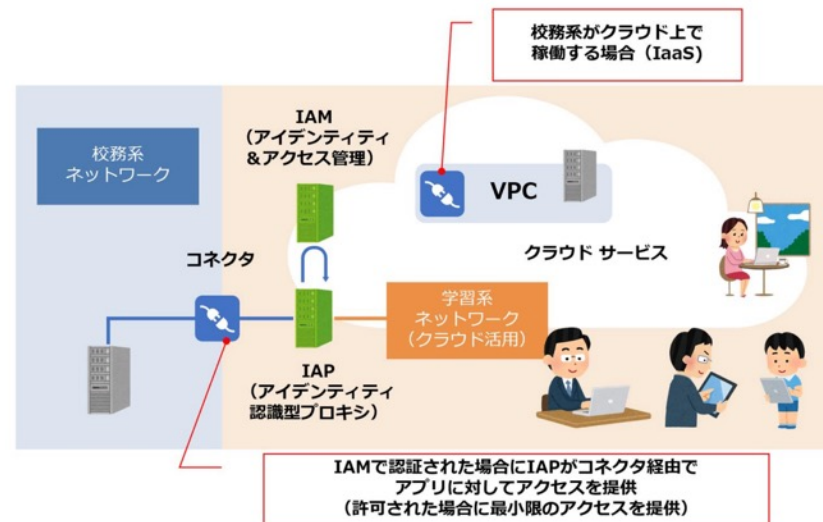 校務系がクラウド上で
稼働する場合（IaaS)
IAM
（アイデンティティ
＆アクセス管理）
校務系
ネットワーク
VPC
クラウド サービス
コネクタ
学習系
ネットワーク
（クラウド活用）
IAP
（アイデンティティ
認識型プロキシ）
IAMで認証された場合にIAPがコネクタ経由で
アプリに対してアクセスを提供
（許可された場合に最小限のアクセスを提供）